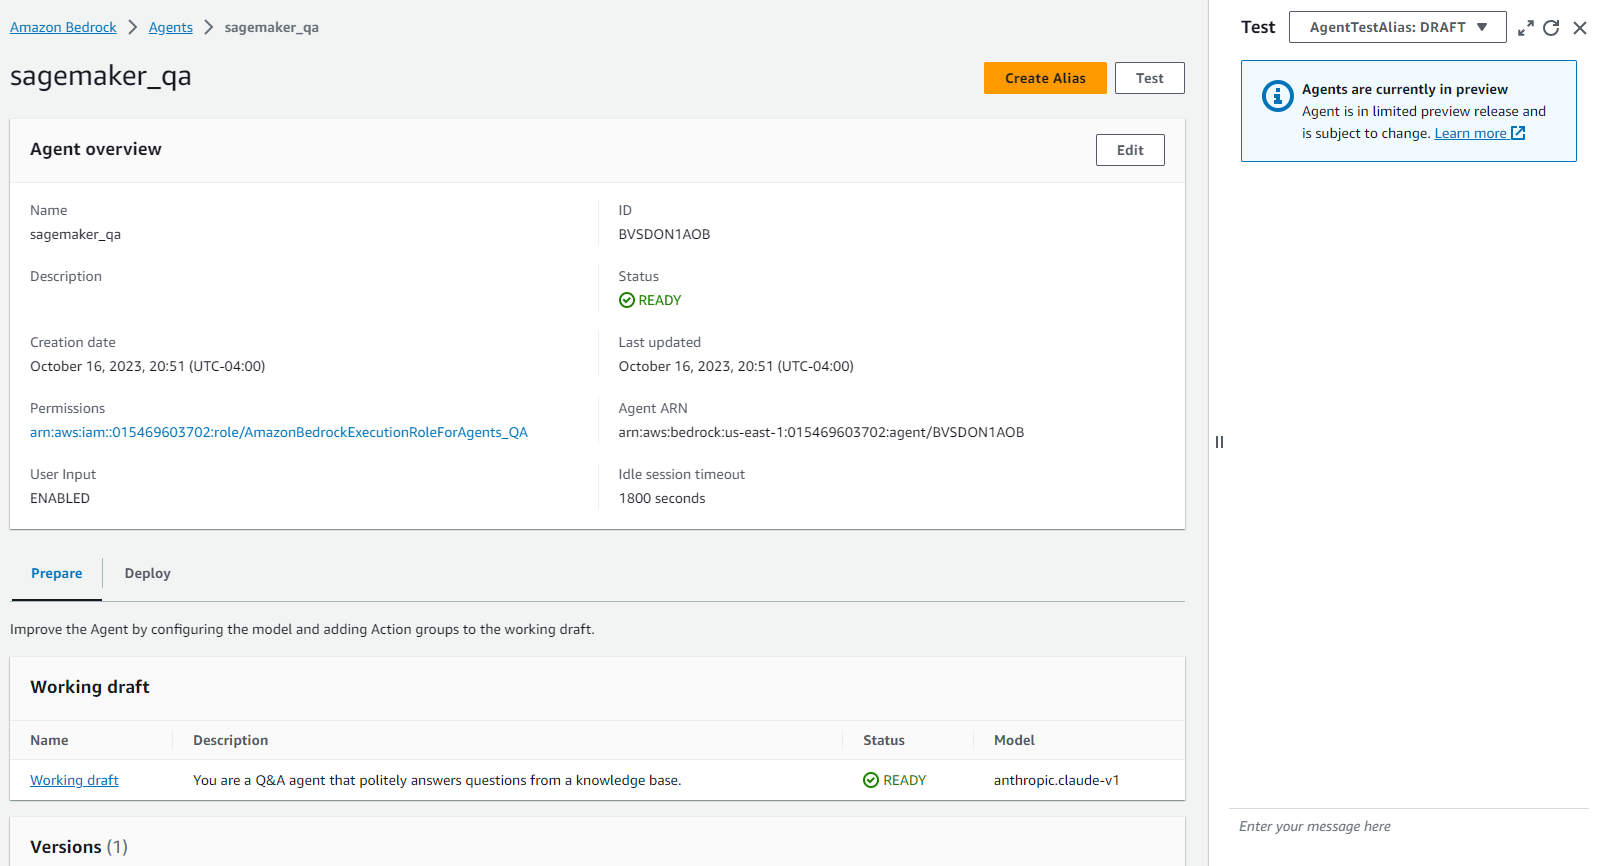 Amazon Bedrock > Agents > sagemaker_qa
sagemaker_qa
Create Alias
Test
Agent overview
Edit
Name
sagemaker_qa
ID
BVSDON1AOB
Description
Status
READY
Creation date
October 16, 2023, 20:51 (UTC-04:00)
Last updated
October 16, 2023, 20:51 (UTC-04:00)
Permissions
arn:aws:iam::015469603702:role/AmazonBedrockExecutionRoleForAgents_QA
Agent ARN
arn:aws:bedrock:us-east-1:015469603702:agent/BVSDON1AOB
User Input
ENABLED
Idle session timeout
1800 seconds
Prepare
Deploy
Improve the Agent by configuring the model and adding Action groups to the working draft.
Working draft
Name Description Status Model
Working draft You are a Q&A agent that politely answers questions from a knowledge base. READY anthropic.claude-v1
Versions (1)
Test
AgentTestAlias: DRAFT
Agents are currently in preview
Agent is in limited preview release and
is subject to change. Learn more
Enter your message here